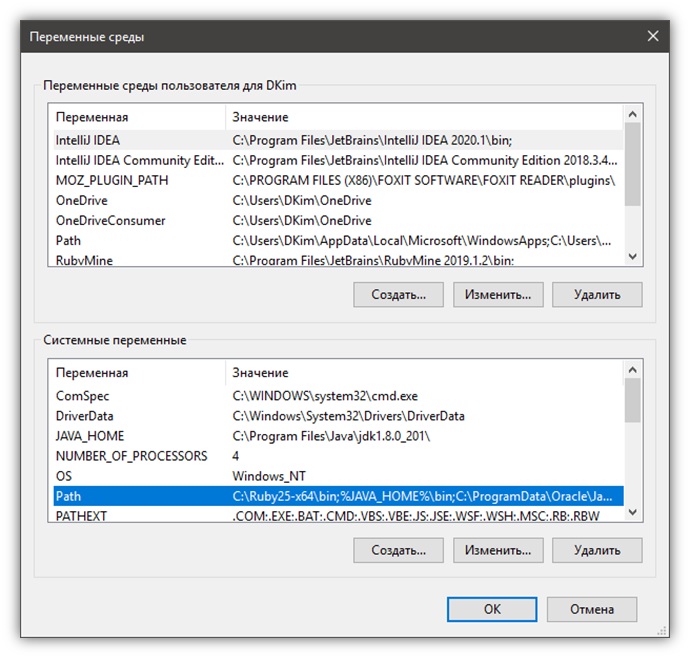 Переменные среды
Переменные среды пользователя для DKim
Переменная Значение
IntelliJ IDEA C:\Program Files\JetBrains\IntelliJ IDEA 2020.1\bin;
IntelliJ IDEA Community Edit... C:\Program Files\JetBrains\IntelliJ IDEA Community Edition 2018.3.4...
MOZ_PLUGIN_PATH C:\PROGRAM FILES (X86)\FOXIT SOFTWARE\FOXIT READER\plugins\
OneDrive C:\Users\DKim\OneDrive
OneDriveConsumer C:\Users\DKim\OneDrive
Path C:\Users\DKim\AppData\Local\Microsoft\WindowsApps;C:\Users\...
RubyMine C:\Program Files\JetBrains\RubyMine 2019.1.2\bin;
Создать... Изменить... Удалить
Системные переменные
Переменная Значение
ComSpec C:\WINDOWS\system32\cmd.exe
DriverData C:\Windows\System32\Drivers\DriverData
JAVA_HOME C:\Program Files\Java\jdk1.8.0_201\
NUMBER_OF_PROCESSORS 4
OS Windows_NT
Path C:\Ruby25-x64\bin;%JAVA_HOME%\bin;C:\ProgramData\Oracle\Ja...
PATHEXT .COM;.EXE;.BAT;.CMD;.VBS;.VBE;.JS;.JSE;.WSF;.WSH;.MSC;.RB;.RBW
Создать... Изменить... Удалить
OK Отмена